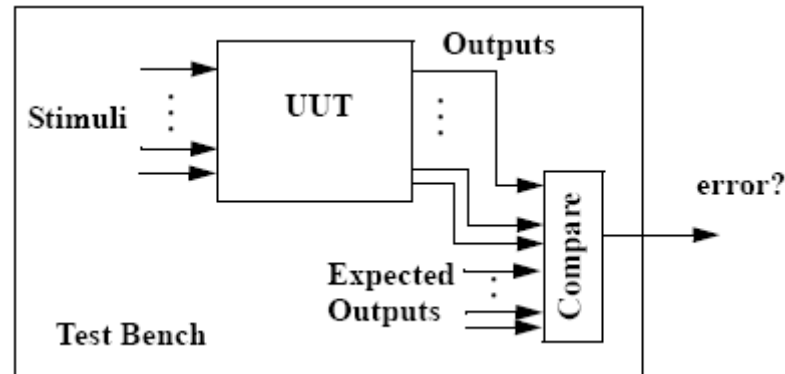 Outputs
UUT
Stimuli
error?
Compare
Expected
Outputs
Test Bench